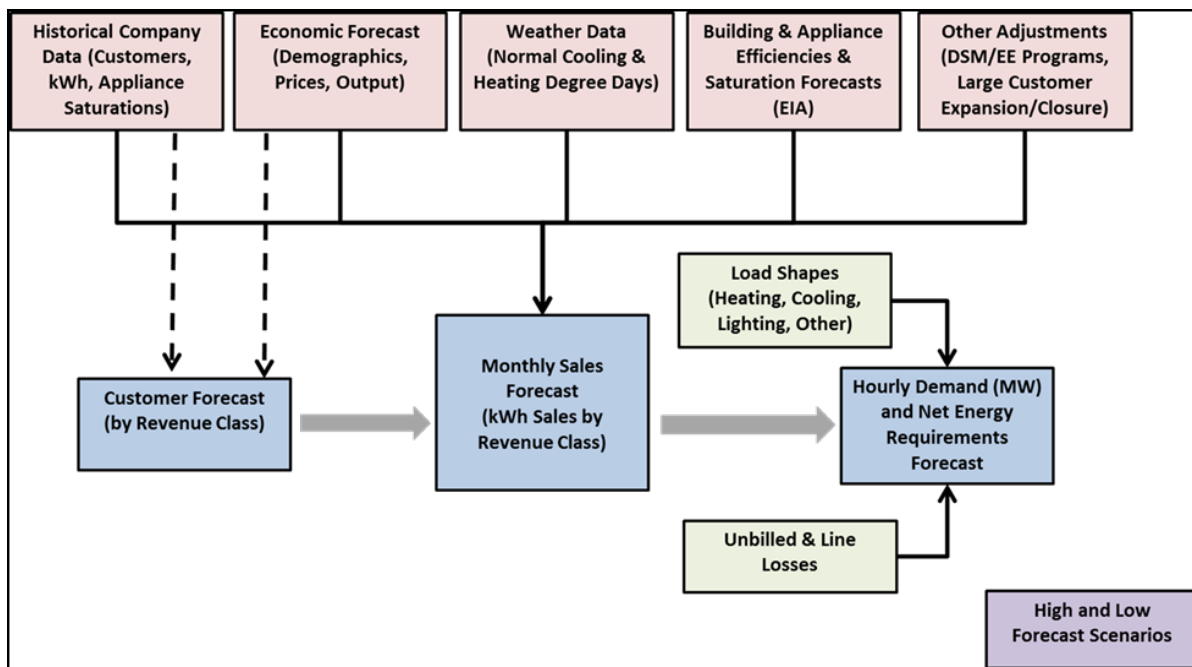 Historical Company
Data (Customers,
kWh, Appliance
Saturations)
Economic Forecast
(Demographics,
Prices, Output)
Weather Data
(Normal Cooling &
Heating Degree Days)
Building & Appliance
Efficiencies &
Saturation Forecasts
(EIA)
Other Adjustments
(DSM/EE Programs,
Large Customer
Expansion/Closure)
Load Shapes
(Heating, Cooling,
Lighting, Other)
Customer Forecast
(by Revenue Class)
Monthly Sales
Forecast
(kWh Sales by
Revenue Class)
Hourly Demand (MW)
and Net Energy
Requirements
Forecast
Unbilled & Line
Losses
High and Low
Forecast Scenarios